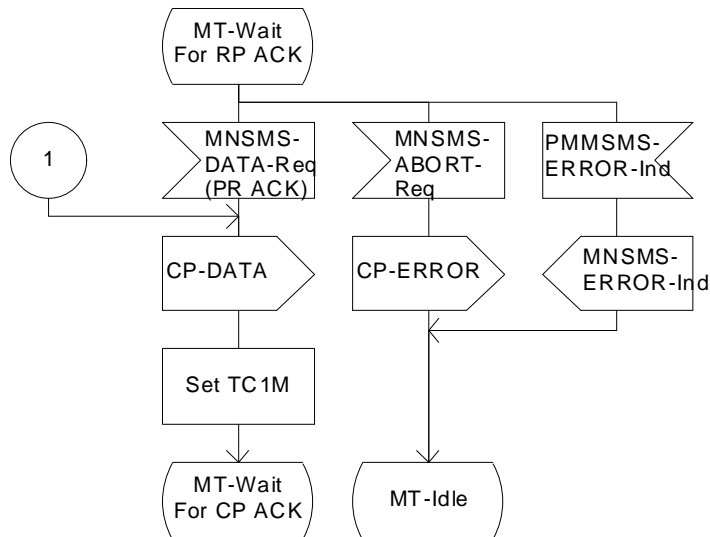 MT-Wait
For RP ACK
1
MNSMS-
DATA-Req
(PR ACK)
MNSMS-
ABORT-
Req
PMMSMS-
ERROR-Ind
CP-DATA
CP-ERROR
MNSMS-
ERROR-Ind
Set TC1M
MT-Wait
For CP ACK
MT-Idle